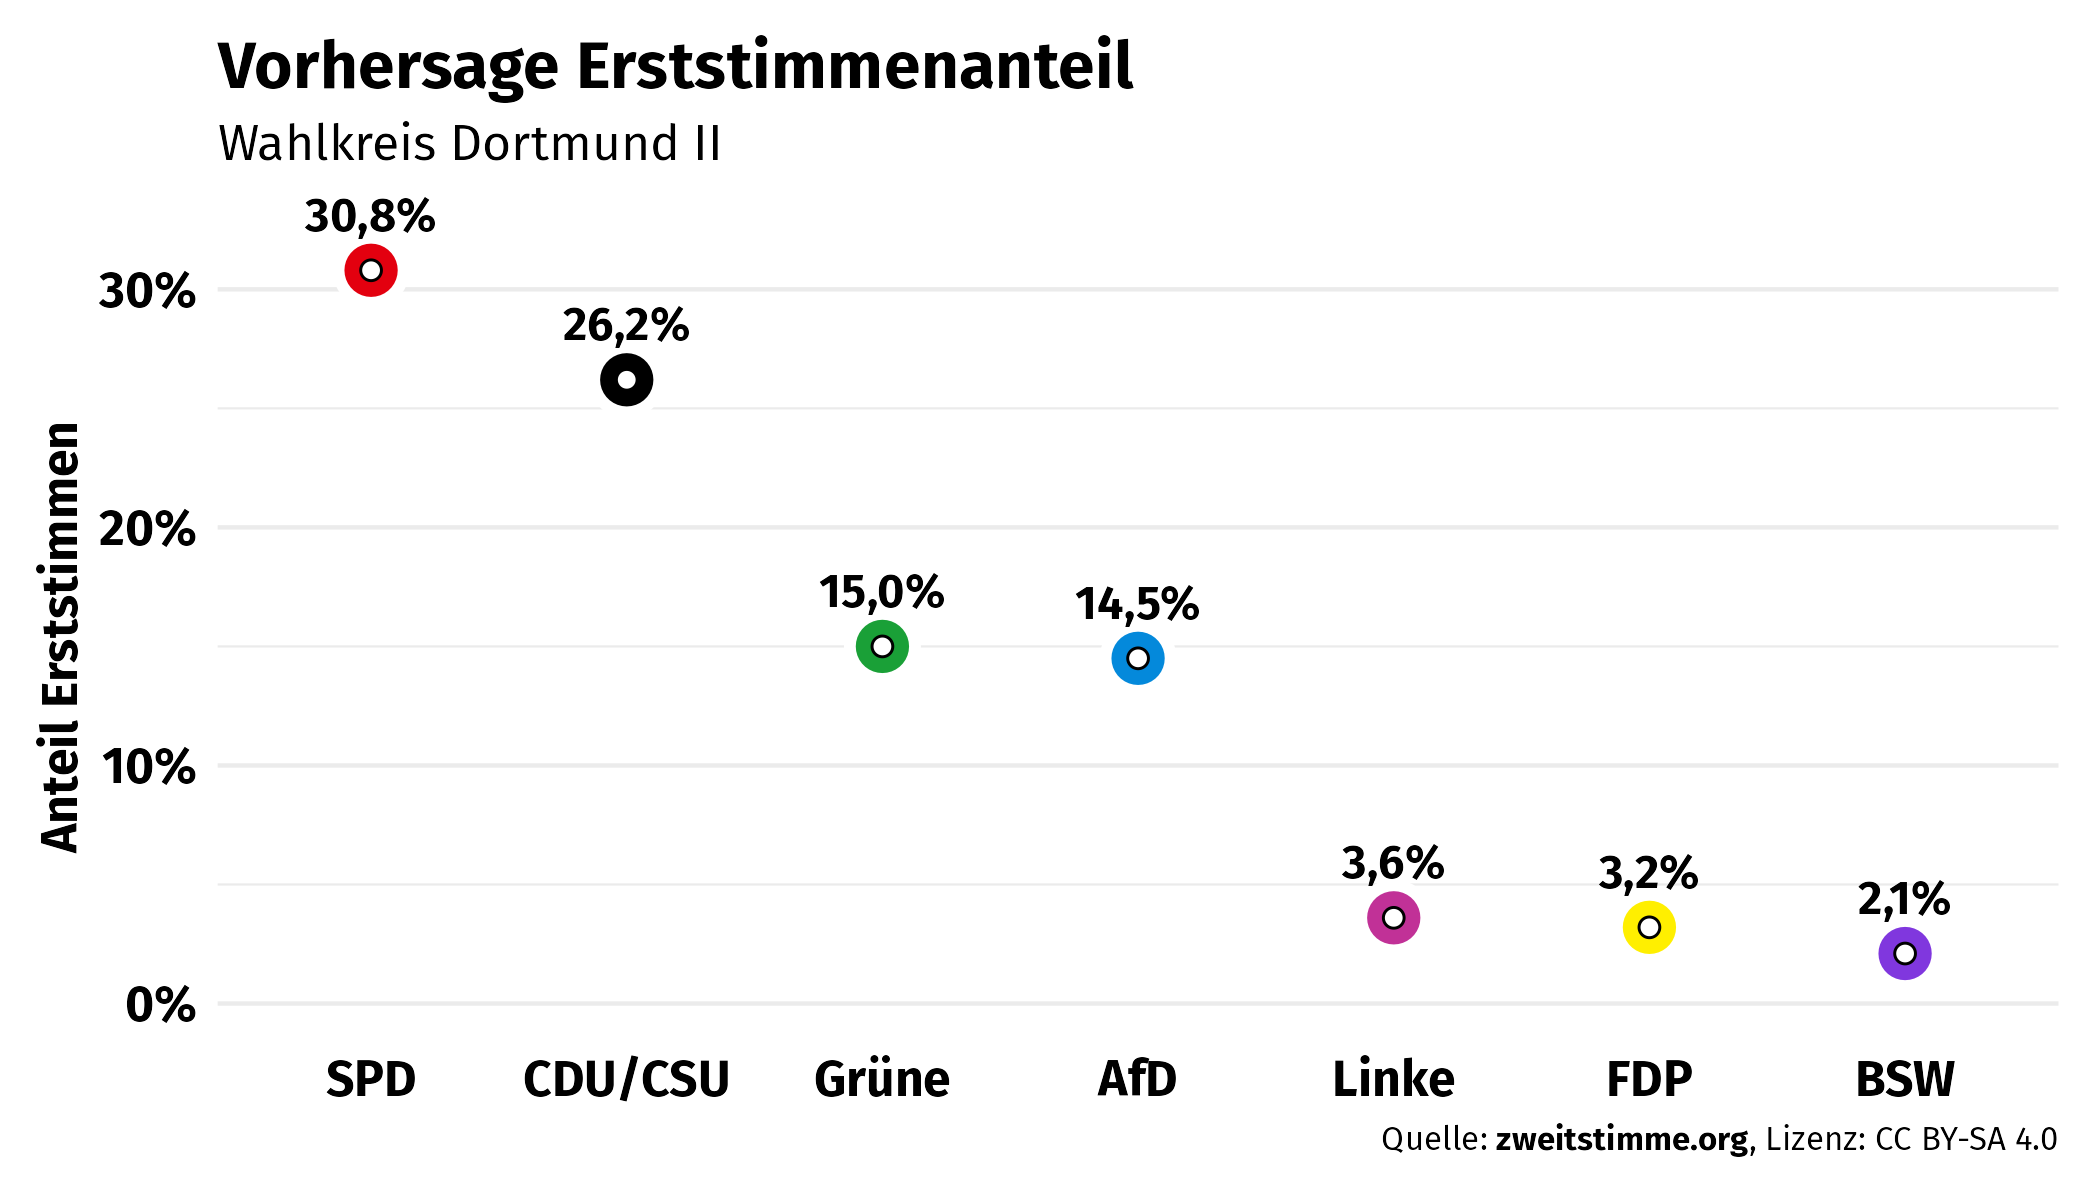 Vorhersage Erststimmenanteil
Wahlkreis Dortmund II
Anteil Erststimmen
30%
20%
10%
0%
30,8%
26,2%
15,0%
14,5%
3,6%
3,2%
2,1%
SPD CDU/CSU Grüne AfD Linke FDP BSW
Quelle: zweitstimme.org, Lizenz: CC BY-SA 4.0